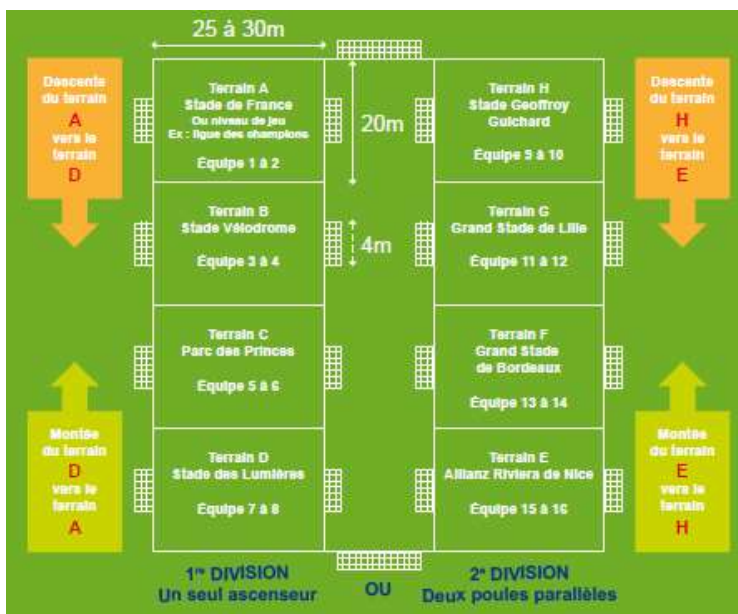 25 à 30m
Descente
du terrain
A
vers le
terrain
D
Terrain A
Stade de France
Ou niveau de jeu
Ex : ligue des champions
Équipe 1 à 2
20m
Terrain H
Stade Geoffroy
Guichard
Équipe 9 à 10
Descente
du terrain
H
vers le
terrain
E
Terrain B
Stade Vélodrome
Équipe 3 à 4
4m
Terrain G
Grand Stade de Lille
Équipe 11 à 12
Terrain C
Parc des Princes
Équipe 5 à 6
Terrain F
Grand Stade
de Bordeaux
Équipe 13 à 14
Montée
du terrain
D
vers le
terrain
A
Terrain D
Stade des Lumières
Équipe 7 à 8
Terrain E
Allianz Riviera de Nice
Équipe 15 à 16
Montée
du terrain
E
vers le
terrain
H
1re DIVISION
Un seul ascenseur
OU
2e DIVISION
Deux poules parallèles